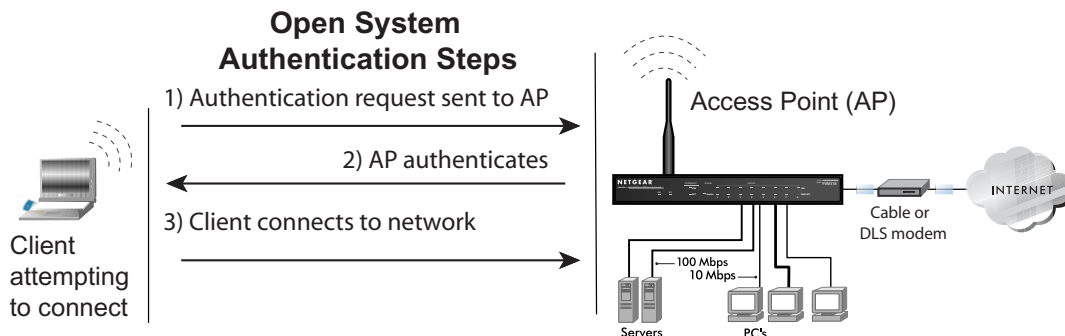 Open System
Authentication Steps
1) Authentication request sent to AP
2) AP authenticates
3) Client connects to network
Client
attempting
to connect
Access Point (AP)
NETGEAR
INTERNET
Cable or
DLS modem
100 Mbps
10 Mbps
Servers
PC's